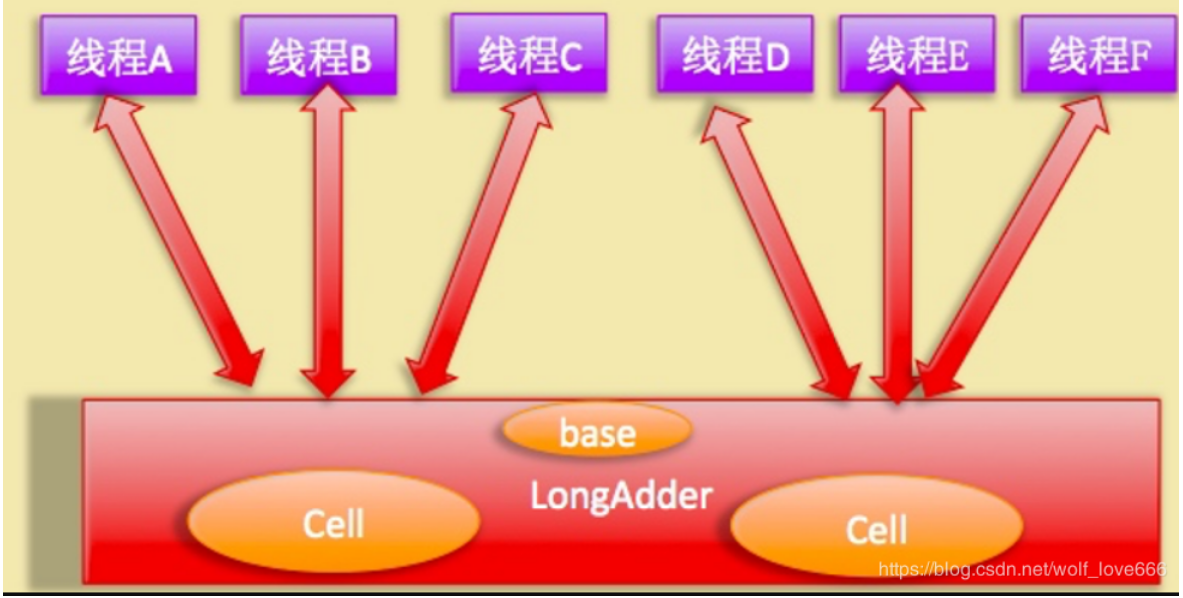 线程A 线程B 线程C 线程D 线程E 线程F
base
LongAdder
Cell Cell
https://blog.csdn.net/wolf_love666